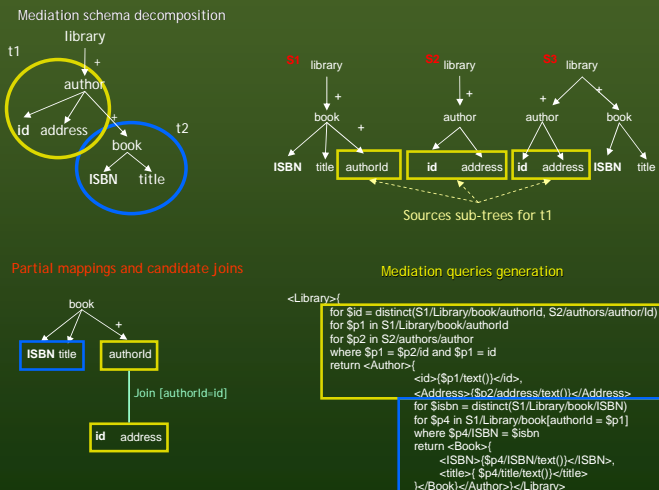 Mediation schema decomposition
library
t1
+
author
id address
+
t2
book
ISBN title
S1 library
+
book
+
ISBN title authorId
S2 library
+
author
id address
S3 library
+ +
author book
id address ISBN title
Sources sub-trees for t1
Partial mappings and candidate joins
book
+
ISBN title authorId
Join [authorId=id]
id address
Mediation queries generation
<Library>{
for $id = distinct(S1/Library/book/authorId, S2/authors/author/Id)
for $p1 in S1/Library/book/authorId
for $p2 in S2/authors/author
where $p1 = $p2/id and $p1 = id
return <Author>{
<id>{$p1/text()}</id>,
<Address>{$p2/address/text()}</Address>
for $isbn = distinct(S1/Library/book/ISBN)
for $p4 in S1/Library/book[authorId = $p1]
where $p4/ISBN = $isbn
return <Book>{
<ISBN>{$p4/ISBN/text()}</ISBN>,
<title>{ $p4/title/text()}</title>
}</Book>}</Author>}</Library>